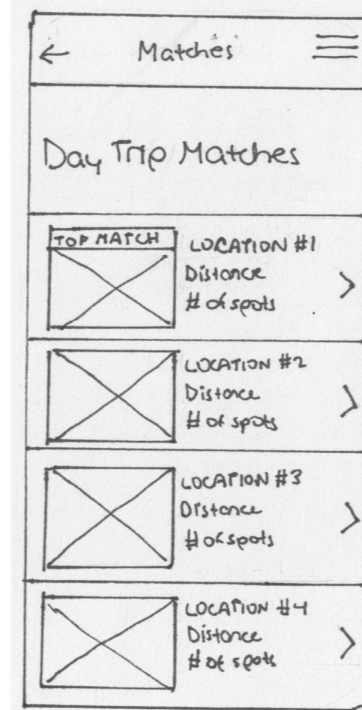 Matches
Day Trip Matches
TOP MATCH
LOCATION #1
Distance
# of spots
LOCATION #2
Distance
# of spots
LOCATION #3
Distance
# of spots
LOCATION #4
Distance
# of spots